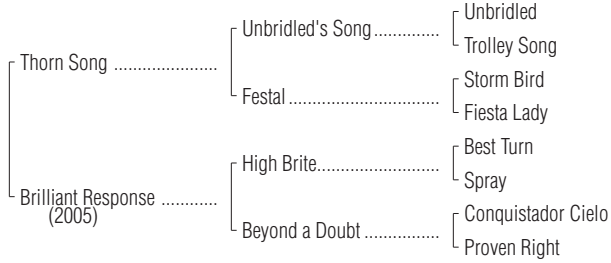 Unbridled
Unbridled's Song..............
Trolley Song
Thorn Song ......................
Storm Bird
Festal ................................
Fiesta Lady
Best Turn
High Brite..........................
Spray
Brilliant Response ............
(2005)
Conquistador Cielo
Beyond a Doubt ................
Proven Right